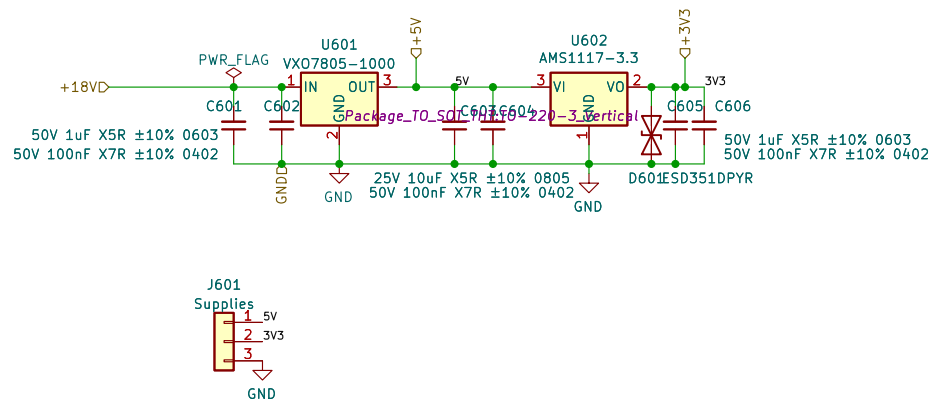 +5V
+3V3
U601
VXO7805-1000
U602
AMS1117-3.3
PWR_FLAG
+18V
1
IN
OUT
3
5V
3
VI
VO
2
3V3
C601
C602
GND
C603
C604
GND
C605
C606
Package_TO_SOT_THT:TO-220-3_Vertical
2
1
50V 1uF X5R ±10% 0603
50V 100nF X7R ±10% 0402
50V 1uF X5R ±10% 0603
50V 100nF X7R ±10% 0402
GND
GND
25V 10uF X5R ±10% 0805
50V 100nF X7R ±10% 0402
GND
D601
ESD351DPYR
J601
Supplies
1
5V
2
3V3
3
GND